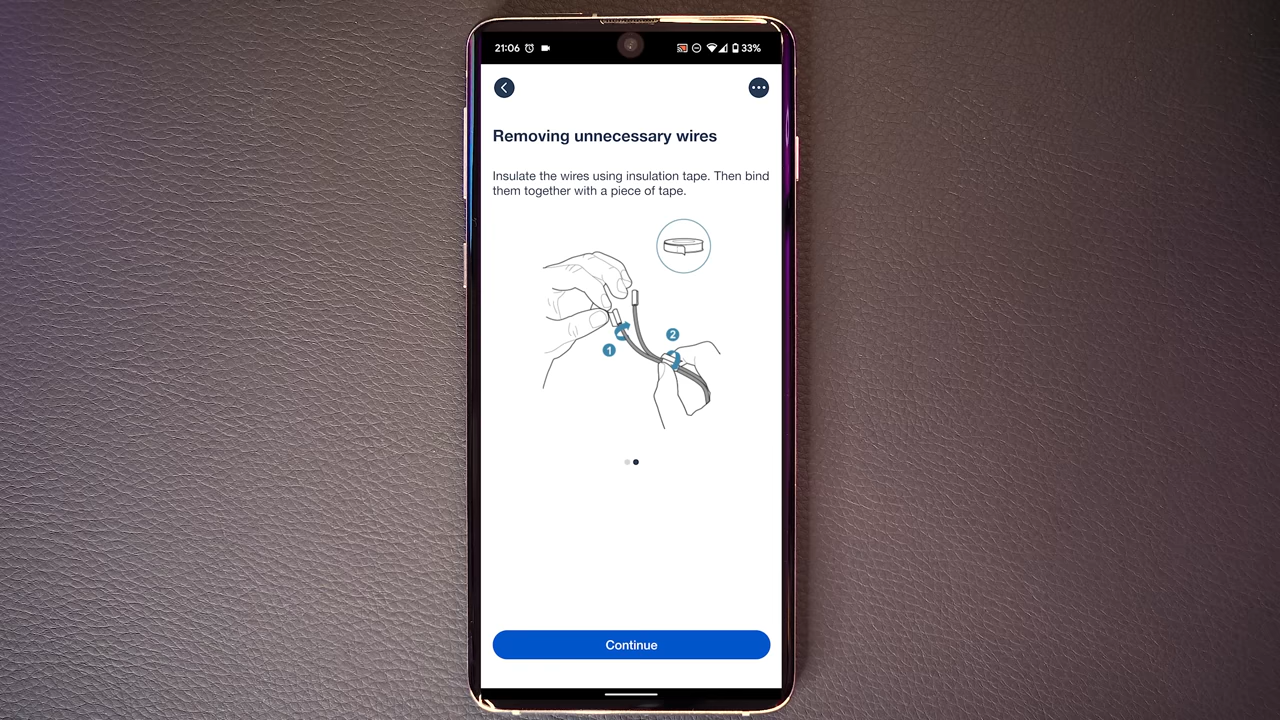 21:06
33%
Removing unnecessary wires
Insulate the wires using insulation tape. Then bind
them together with a piece of tape.
2
1
Continue